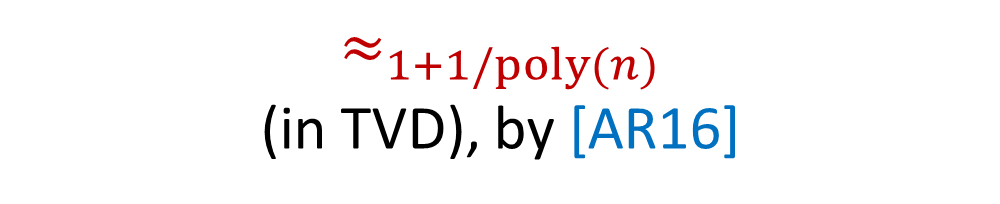 ≈1+1/poly(n)
(in TVD), by [AR16]